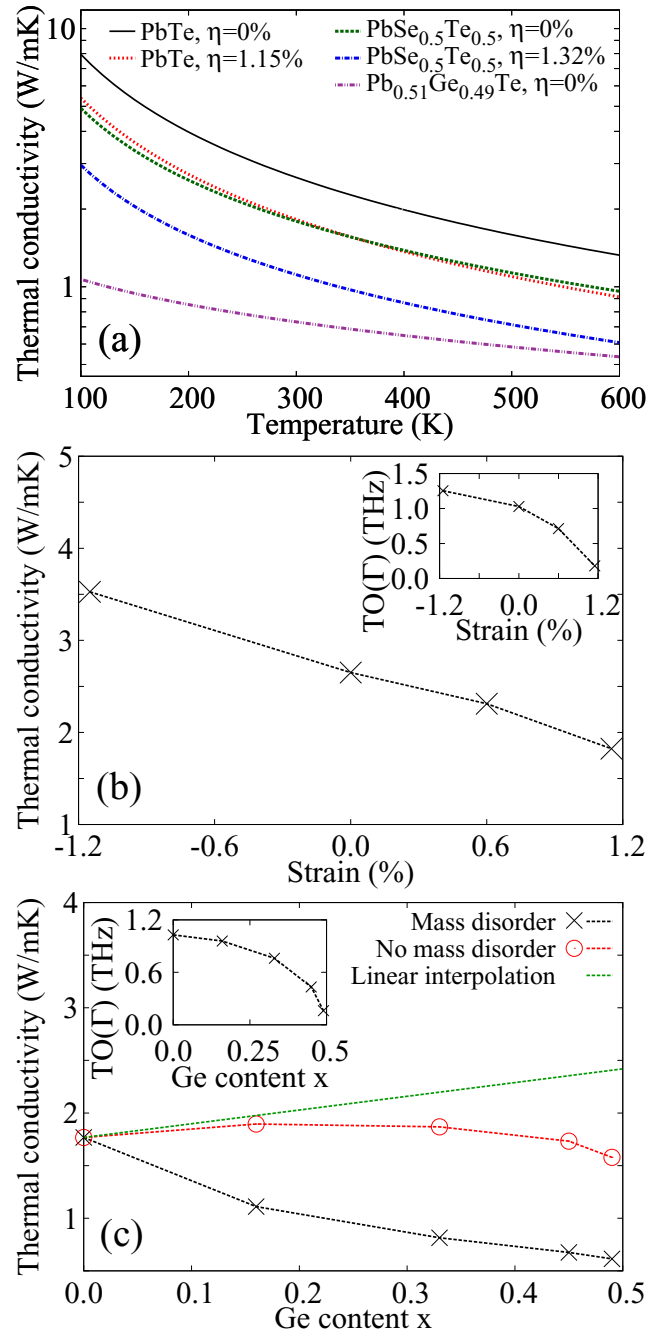 Thermal conductivity (W/mK)
10
1
PbTe, η=0%
PbTe, η=1.15%
PbSe0.5Te0.5, η=0%
PbSe0.5Te0.5, η=1.32%
Pb0.51Ge0.49Te, η=0%
(a)
100 200 300 400 500 600
Temperature (K)
Thermal conductivity (W/mK)
5
4
3
2
1
TO(Γ) (THz)
1.5
1.0
0.5
0.0
-1.2 0.0 1.2
Strain (%)
(b)
-1.2 -0.6 0.0 0.6 1.2
Strain (%)
Thermal conductivity (W/mK)
4
3
2
1
TO(Γ) (THz)
1.2
0.6
0.0
0.0 0.25 0.5
Ge content x
Mass disorder
No mass disorder
Linear interpolation
(c)
0.0 0.1 0.2 0.3 0.4 0.5
Ge content x